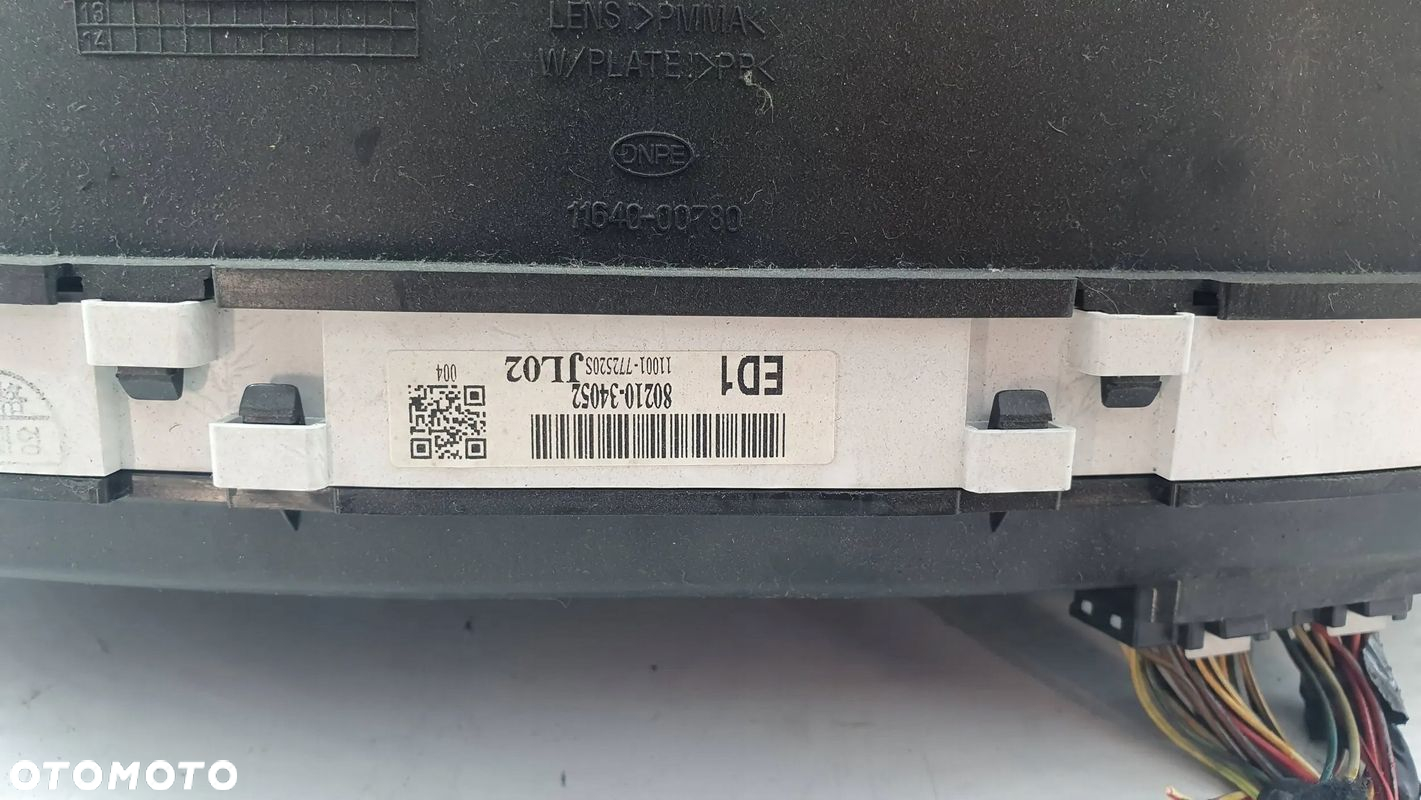 13
14
LENS :>PMMA<
W/PLATE :>PP<
DNPE
11640-00780
ED1
11001-772520S JL02
80210-34052
004
OTOMOTO